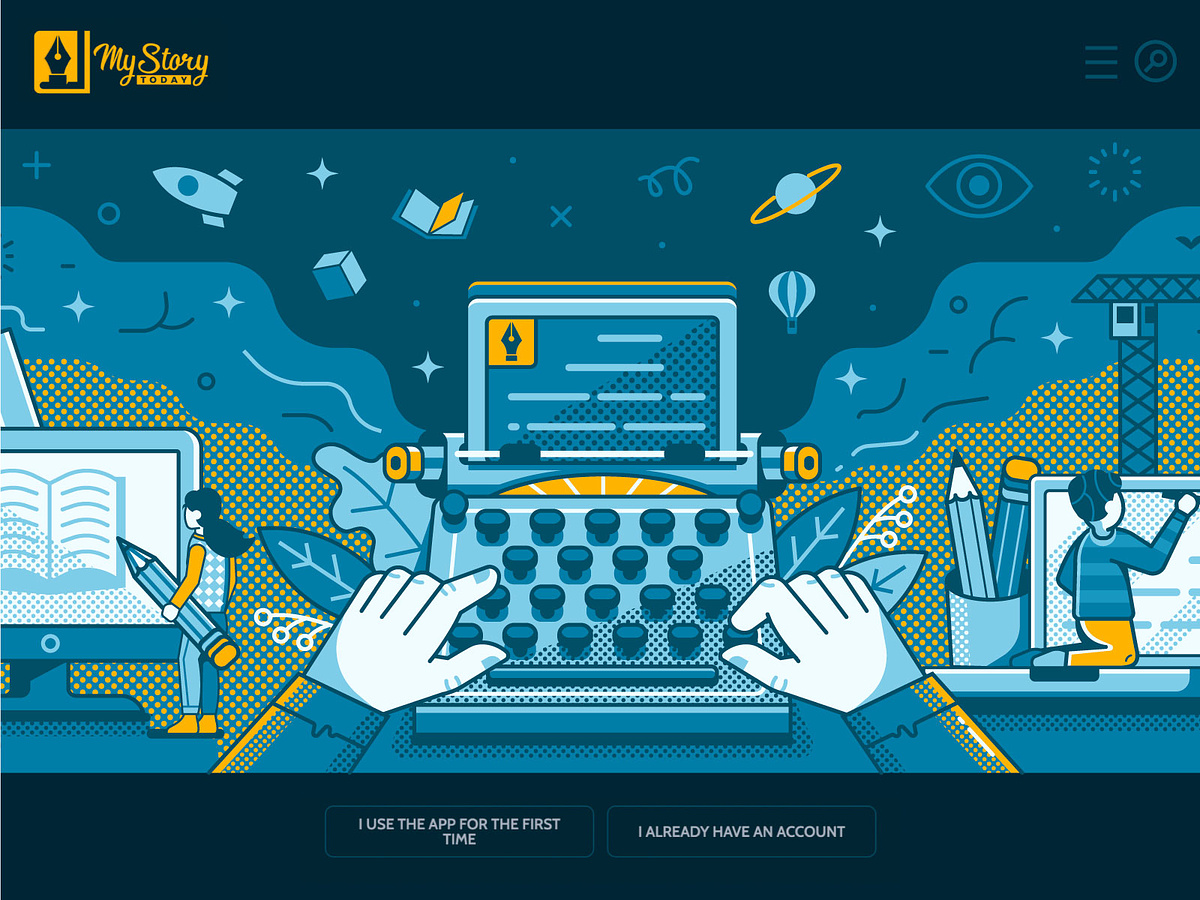 My Story
TODAY
I USE THE APP FOR THE FIRST
TIME
I ALREADY HAVE AN ACCOUNT